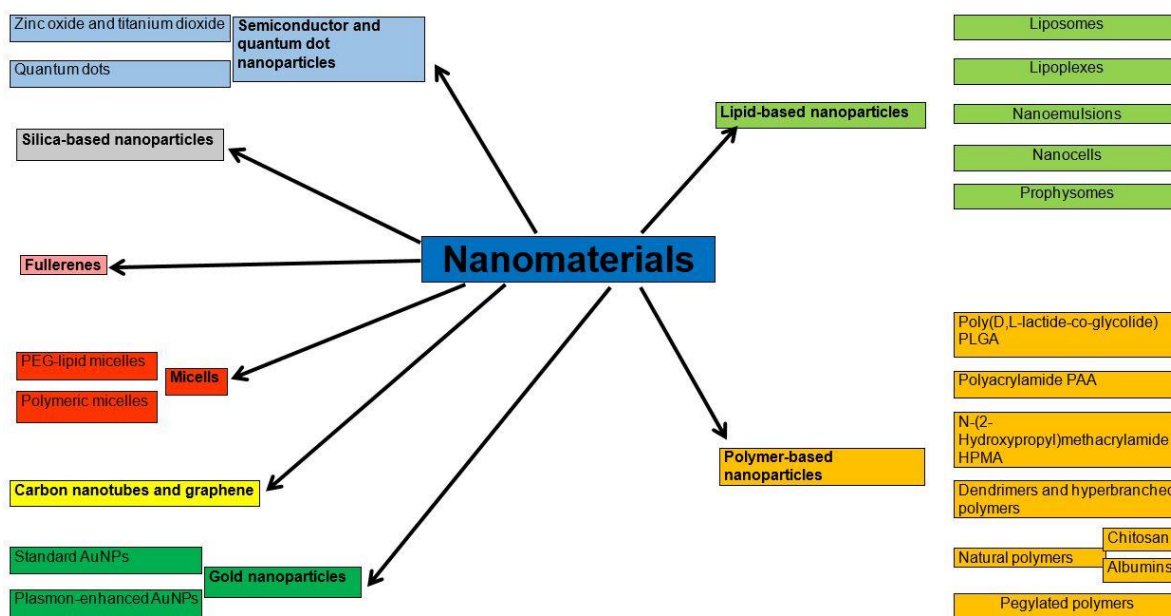 Zinc oxide and titanium dioxide
Quantum dots
Semiconductor and
quantum dot
nanoparticles
Silica-based nanoparticles
Fullerenes
PEG-lipid micelles
Polymeric micelles
Micells
Carbon nanotubes and graphene
Standard AuNPs
Plasmon-enhanced AuNPs
Gold nanoparticles
Nanomaterials
Lipid-based nanoparticles
Liposomes
Lipoplexes
Nanoemulsions
Nanocells
Prophysomes
Polymer-based
nanoparticles
Poly(D,L-lactide-co-glycolide)
PLGA
Polyacrylamide PAA
N-(2-
Hydroxypropyl)methacrylamide
HPMA
Dendrimers and hyperbranched
polymers
Natural polymers
Chitosan
Albumins
Pegylated polymers